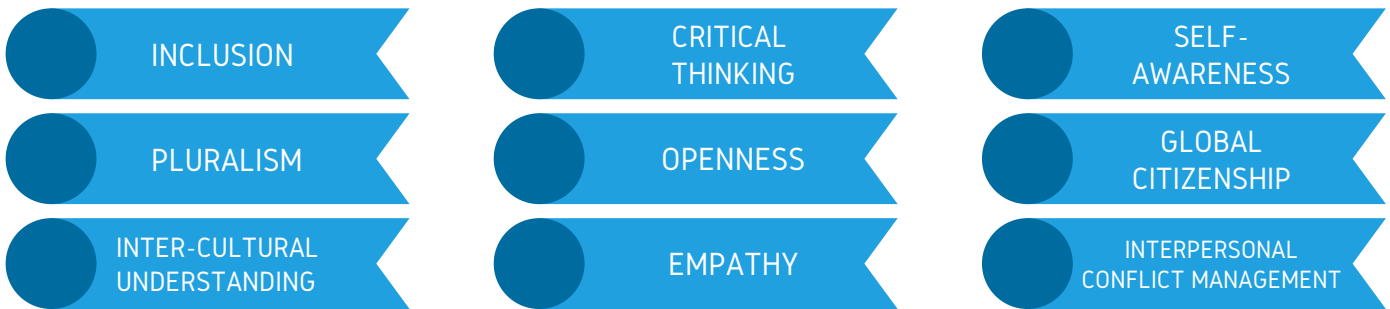 INCLUSION
CRITICAL
THINKING
SELF-
AWARENESS
PLURALISM
OPENNESS
GLOBAL
CITIZENSHIP
INTER-CULTURAL
UNDERSTANDING
EMPATHY
INTERPERSONAL
CONFLICT MANAGEMENT